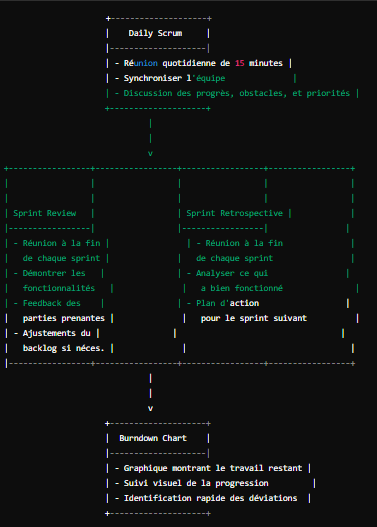 Daily Scrum
- Réunion quotidienne de 15 minutes
- Synchroniser l'équipe
- Discussion des progrès, obstacles, et priorités
v
Sprint Review
- Réunion à la fin
de chaque sprint
- Démontrer les
fonctionnalités
- Feedback des
parties prenantes
- Ajustements du
backlog si néces.
Sprint Retrospective
- Réunion à la fin
de chaque sprint
- Analyser ce qui
a bien fonctionné
- Plan d'action
pour le sprint suivant
v
Burndown Chart
- Graphique montrant le travail restant
- Suivi visuel de la progression
- Identification rapide des déviations